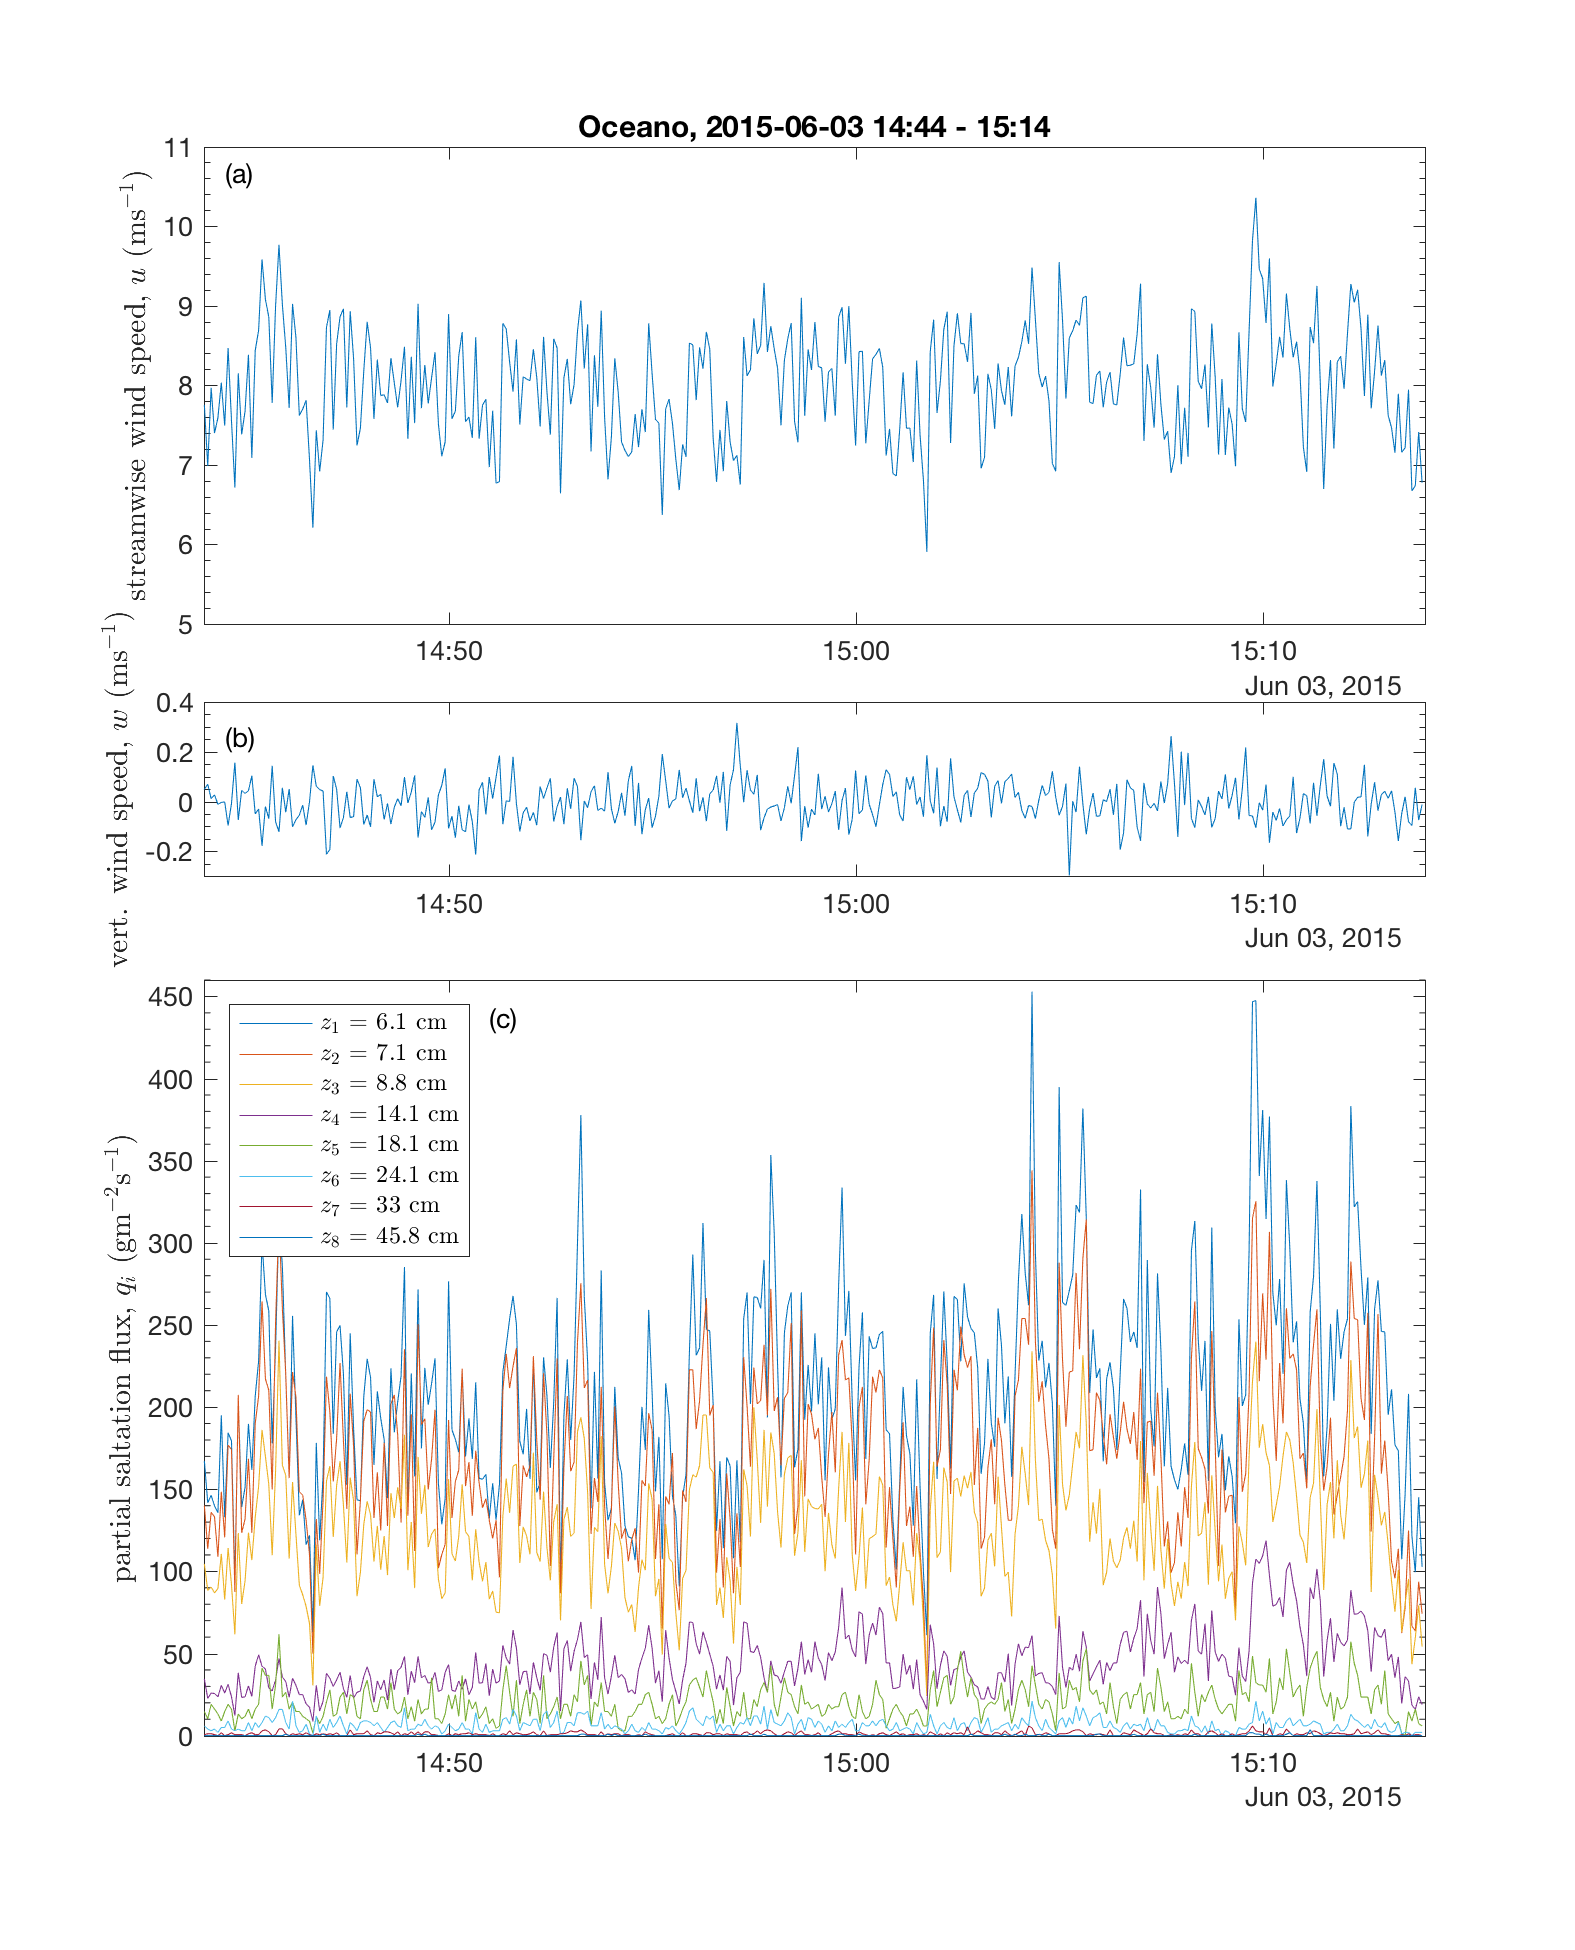 Oceano, 2015-06-03 14:44 - 15:14
(a)
streamwise wind speed, u (ms⁻¹)
11
10
9
8
7
6
5
14:50 15:00 15:10
Jun 03, 2015
(b)
vert. wind speed, w (ms⁻¹)
0.4
0.2
0
-0.2
14:50 15:00 15:10
Jun 03, 2015
(c)
partial saltation flux, qᵢ (gm⁻²s⁻¹)
450
400
350
300
250
200
150
100
50
0
z₁ = 6.1 cm
z₂ = 7.1 cm
z₃ = 8.8 cm
z₄ = 14.1 cm
z₅ = 18.1 cm
z₆ = 24.1 cm
z₇ = 33 cm
z₈ = 45.8 cm
14:50 15:00 15:10
Jun 03, 2015